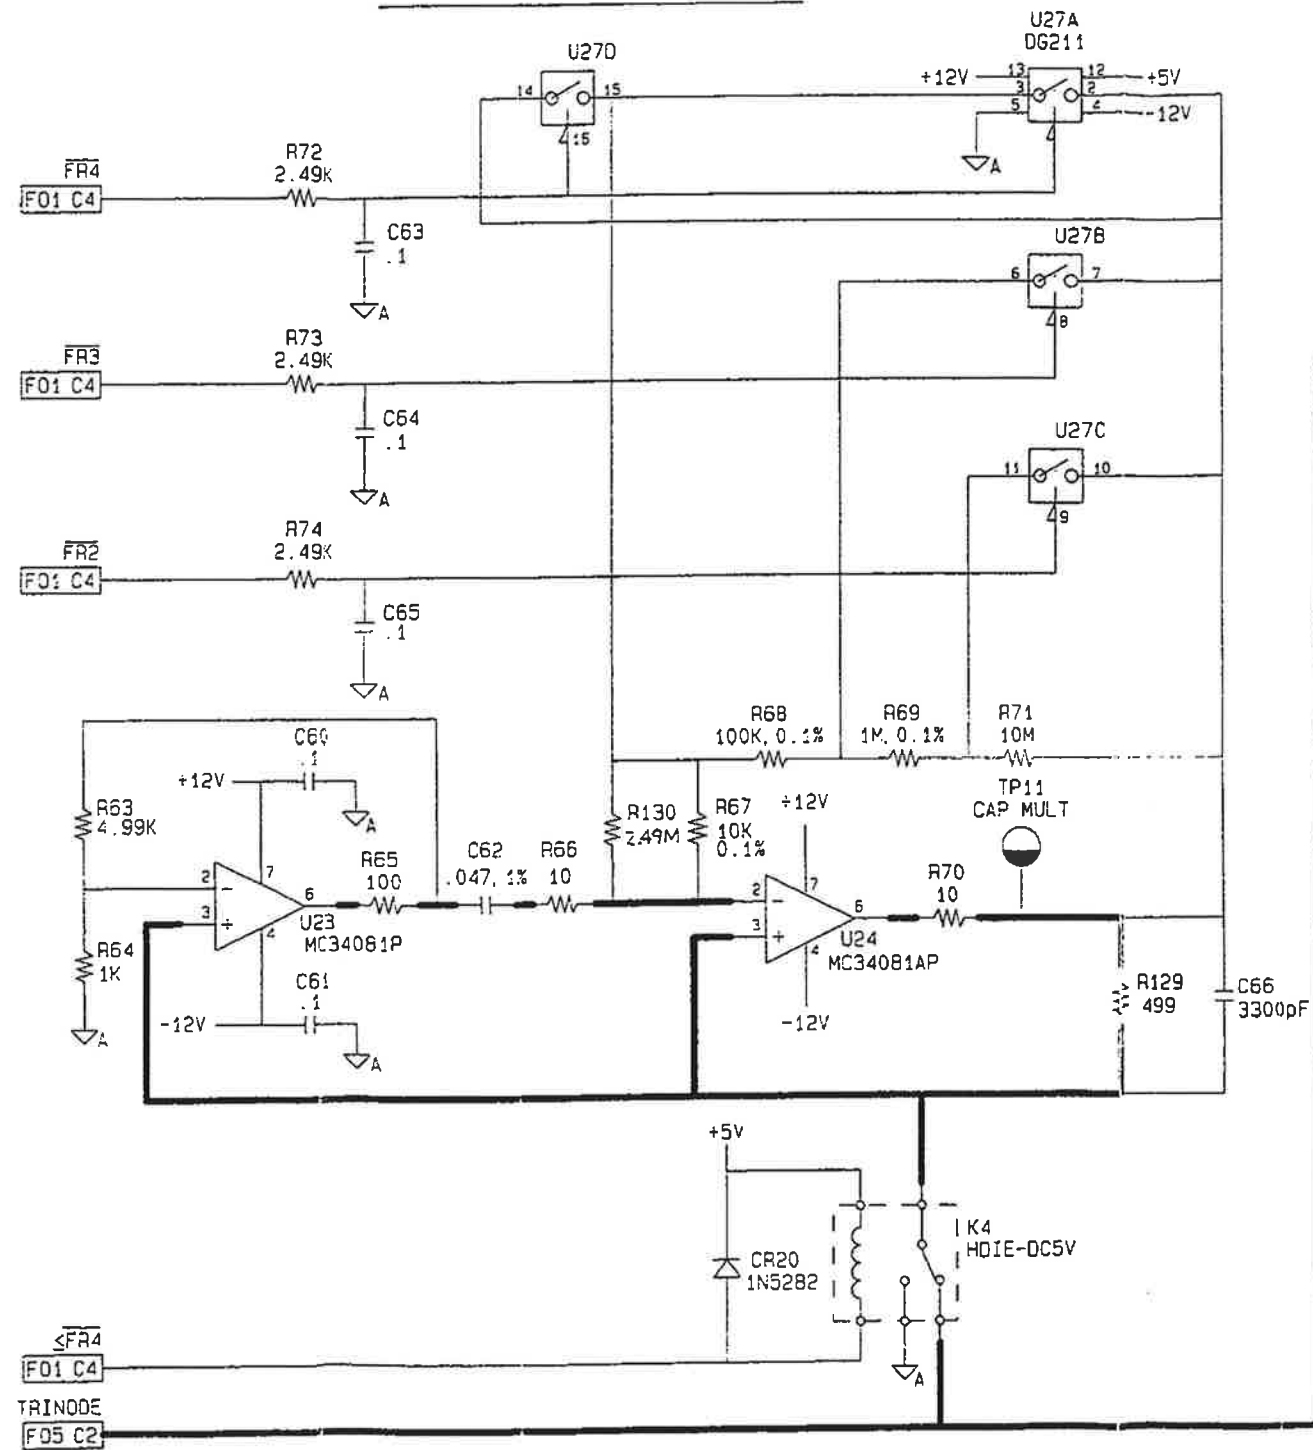 U27A
DG211
U27D
+12V 13 12 +5V
14 15 3 2
5 4 -12V
16
A
R72
2.49K
FR4
F01 C4
C63
.1
A
U27B
6 7
8
R73
2.49K
FR3
F01 C4
C64
.1
A
U27C
11 10
9
R74
2.49K
FR2
F01 C4
C65
.1
A
R68
100K, 0.1%
R69
1M, 0.1%
R71
10M
C60
.1
+12V
A
TP11
CAP MULT
R63
4.99K
R130
2.49M
R67
10K
0.1%
+12V
R65
100
C62
.047, 1%
R66
10
R70
10
2 - 7
6
3 +
4
U23
MC34081P
2 - 7
6
3 +
4
U24
MC34081AP
R64
1K
A
C61
.1
-12V
A
-12V
R129
499
C66
3300pF
+5V
K4
HDIE-DC5V
CR20
1N5282
A
≤FR4
F01 C4
TRINODE
F05 C2